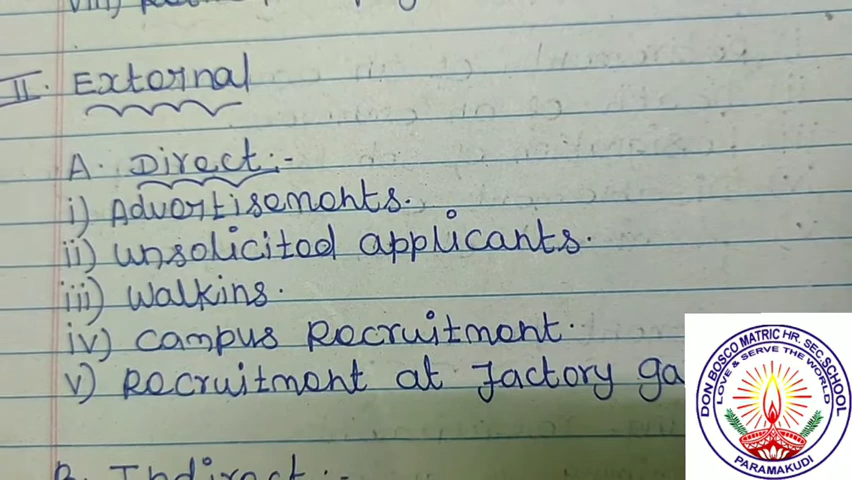 II. External
A. Direct:-
i) Advertisements.
ii) unsolicited applicants.
iii) walkins.
iv) campus Recruitment.
v) Recruitment at factory ga
B. Indirect:-
DON BOSCO MATRIC HR. SEC. SCHOOL
LOVE & SERVE THE WORLD
PARAMAKUDI